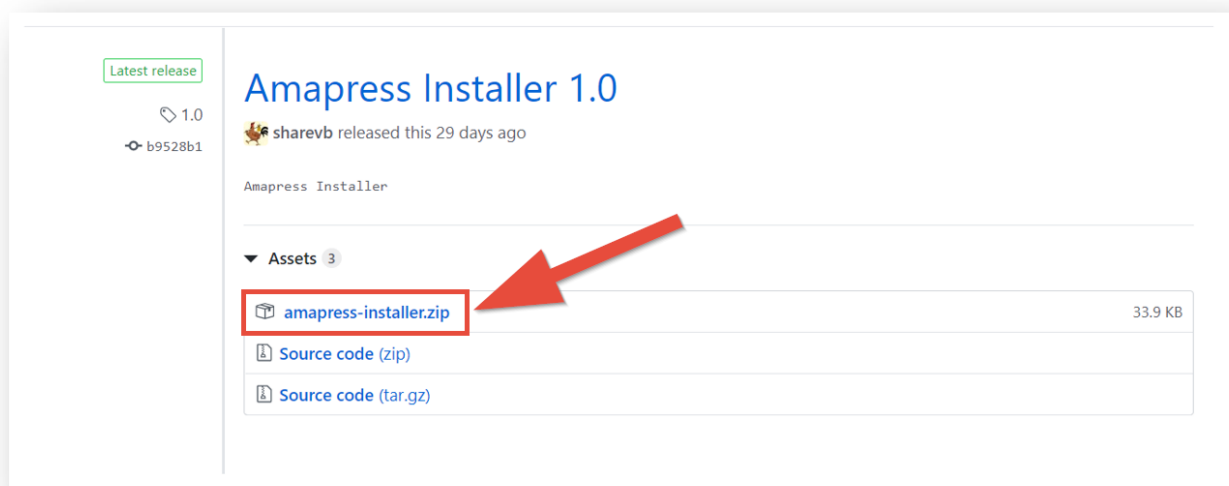 Latest release
1.0
b9528b1
Amapress Installer 1.0
sharevb released this 29 days ago
Amapress Installer
Assets 3
amapress-installer.zip 33.9 KB
Source code (zip)
Source code (tar.gz)